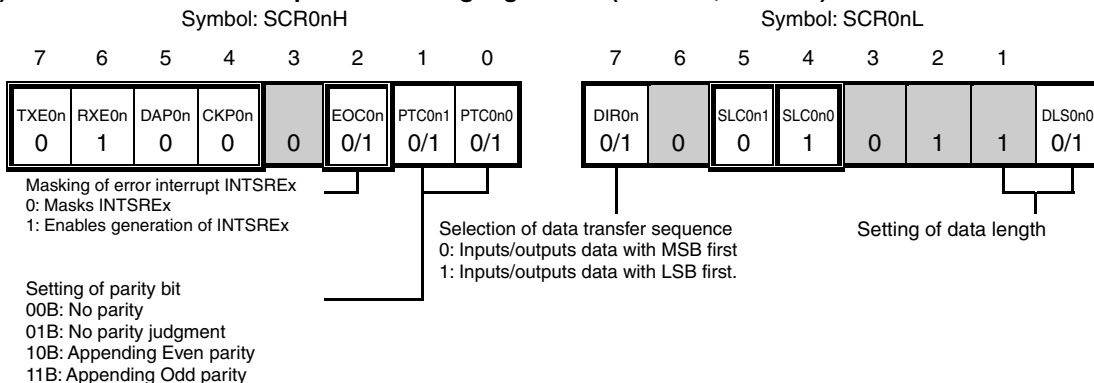 Symbol: SCR0nH
Symbol: SCR0nL
7 6 5 4 3 2 1 0
7 6 5 4 3 2 1
TXE0n RXE0n DAP0n CKP0n EOC0n PTC0n1 PTC0n0
0 1 0 0 0 0/1 0/1 0/1
DIR0n SLC0n1 SLC0n0 DLS0n0
0/1 0 0 1 0 1 1 0/1
Masking of error interrupt INTSREx
0: Masks INTSREx
1: Enables generation of INTSREx
Selection of data transfer sequence
0: Inputs/outputs data with MSB first
1: Inputs/outputs data with LSB first.
Setting of data length
Setting of parity bit
00B: No parity
01B: No parity judgment
10B: Appending Even parity
11B: Appending Odd parity